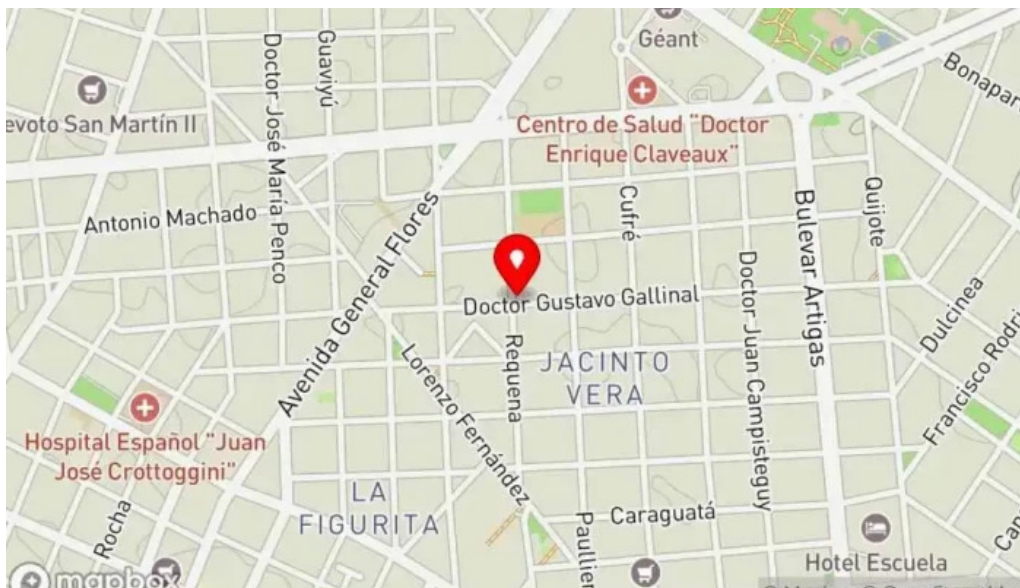 Géant
Bonapar
evoto San Martín II
Centro de Salud "Doctor
Enrique Claveaux"
Doctor José María Penco
Guaviyú
Antonio Machado
Avenida General Flores
Cufré
Bulevar Artigas
Quijote
Doctor Gustavo Gallinal
Doctor Juan Campisteguy
Dulcinea
Francisco Rodrí
Requena
JACINTO
VERA
Lorenzo Fernández
Hospital Español "Juan
José Crottoggini"
LA
FIGURITA
Rocha
Paullier
Caraguatá
Hotel Escuela
mapbox